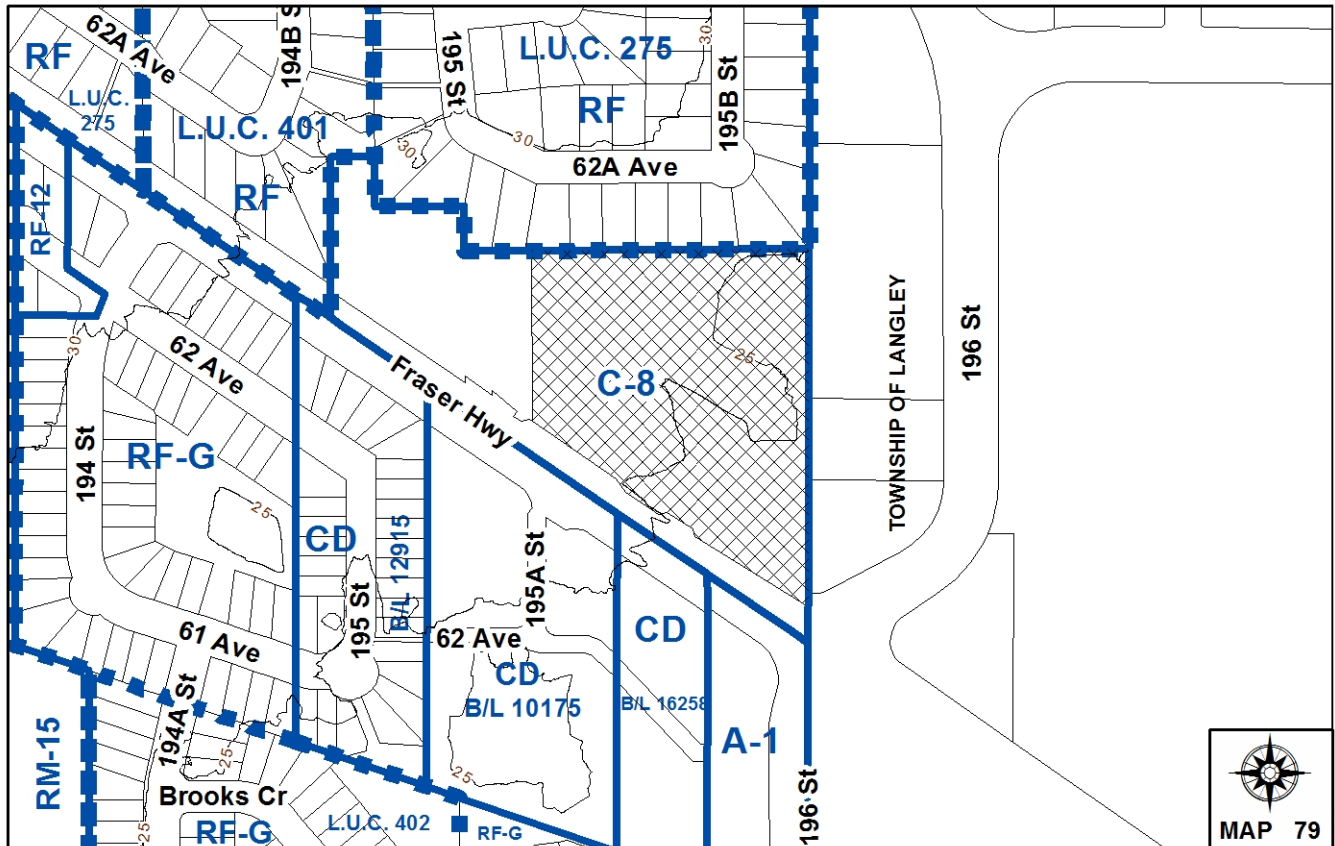 62A Ave
RF
194B S
195 St
L.U.C. 275
30
195B St
L.U.C.
275
L.U.C. 401
RF
30
30
62A Ave
RF-12
RF
TOWNSHIP OF LANGLEY
196 St
30
62 Ave
Fraser Hwy
25
C-8
194 St
RF-G
25
CD
B/L 12915
195A St
195 St
61 Ave
62 Ave
CD
CD
B/L 10175
B/L 16258
194A St
RM-15
25
25
A-1
196 St
Brooks Cr
25
RF-G
L.U.C. 402
RF-G
MAP 79